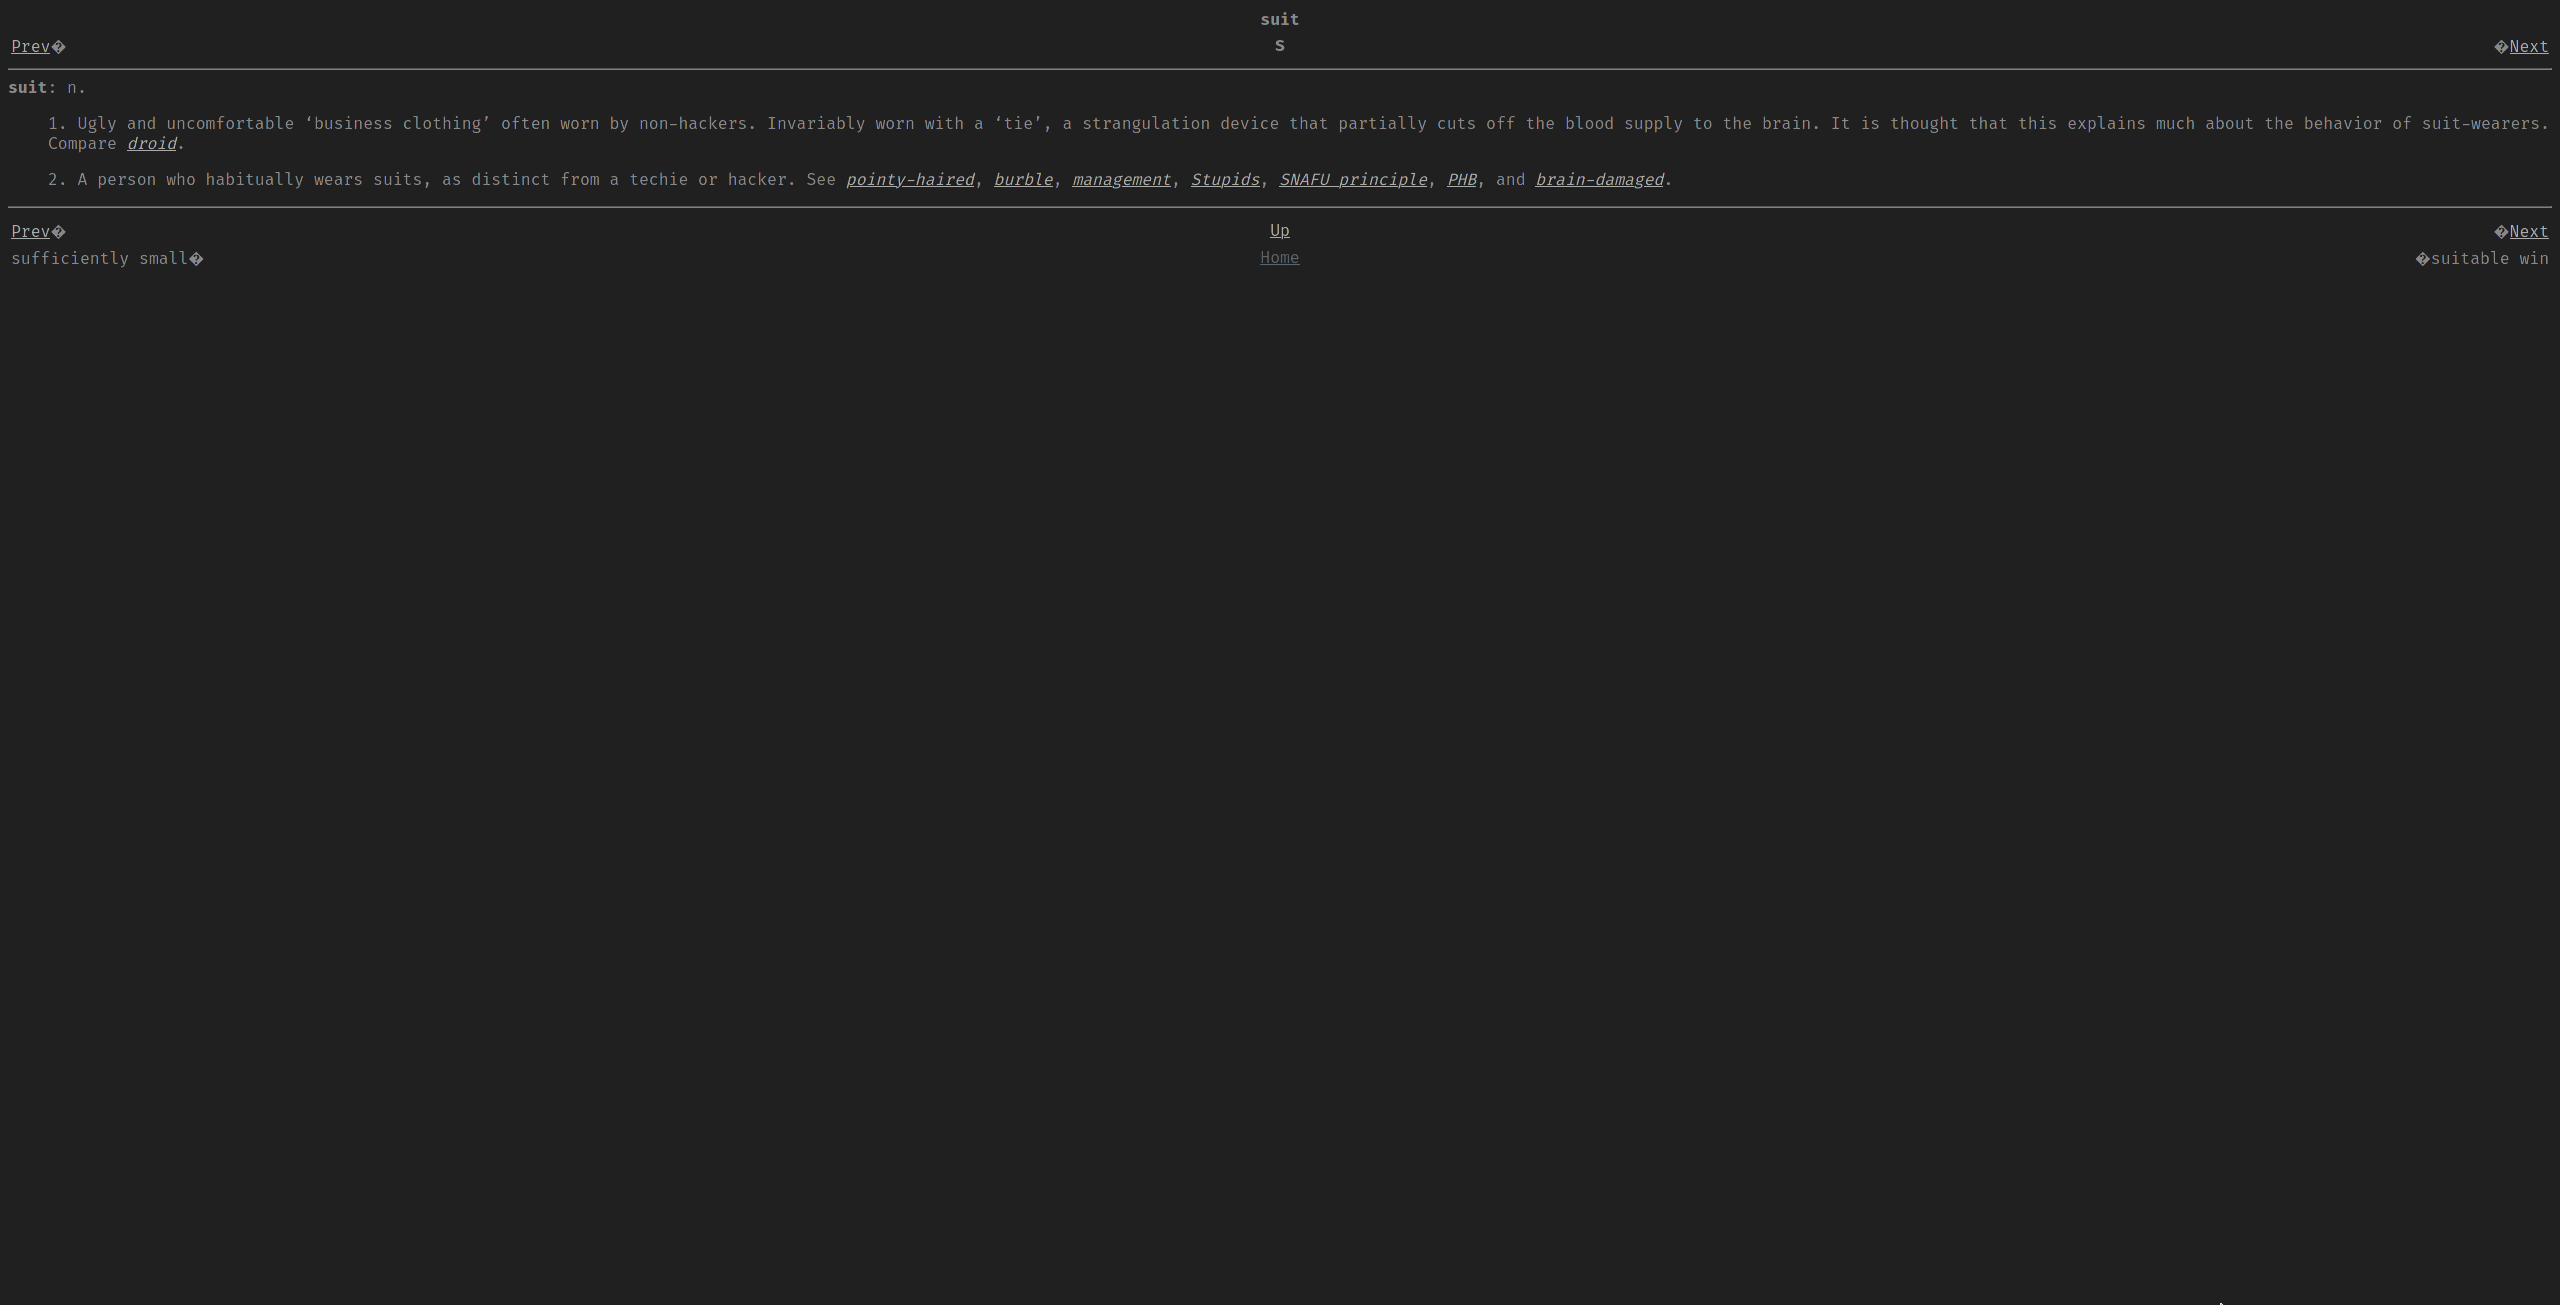 suit
Prev� S �Next
suit: n.
1. Ugly and uncomfortable ‘business clothing’ often worn by non-hackers. Invariably worn with a ‘tie’, a strangulation device that partially cuts off the blood supply to the brain. It is thought that this explains much about the behavior of suit-wearers.
Compare droid.
2. A person who habitually wears suits, as distinct from a techie or hacker. See pointy-haired, burble, management, Stupids, SNAFU principle, PHB, and brain-damaged.
Prev� Up �Next
sufficiently small� Home �suitable win